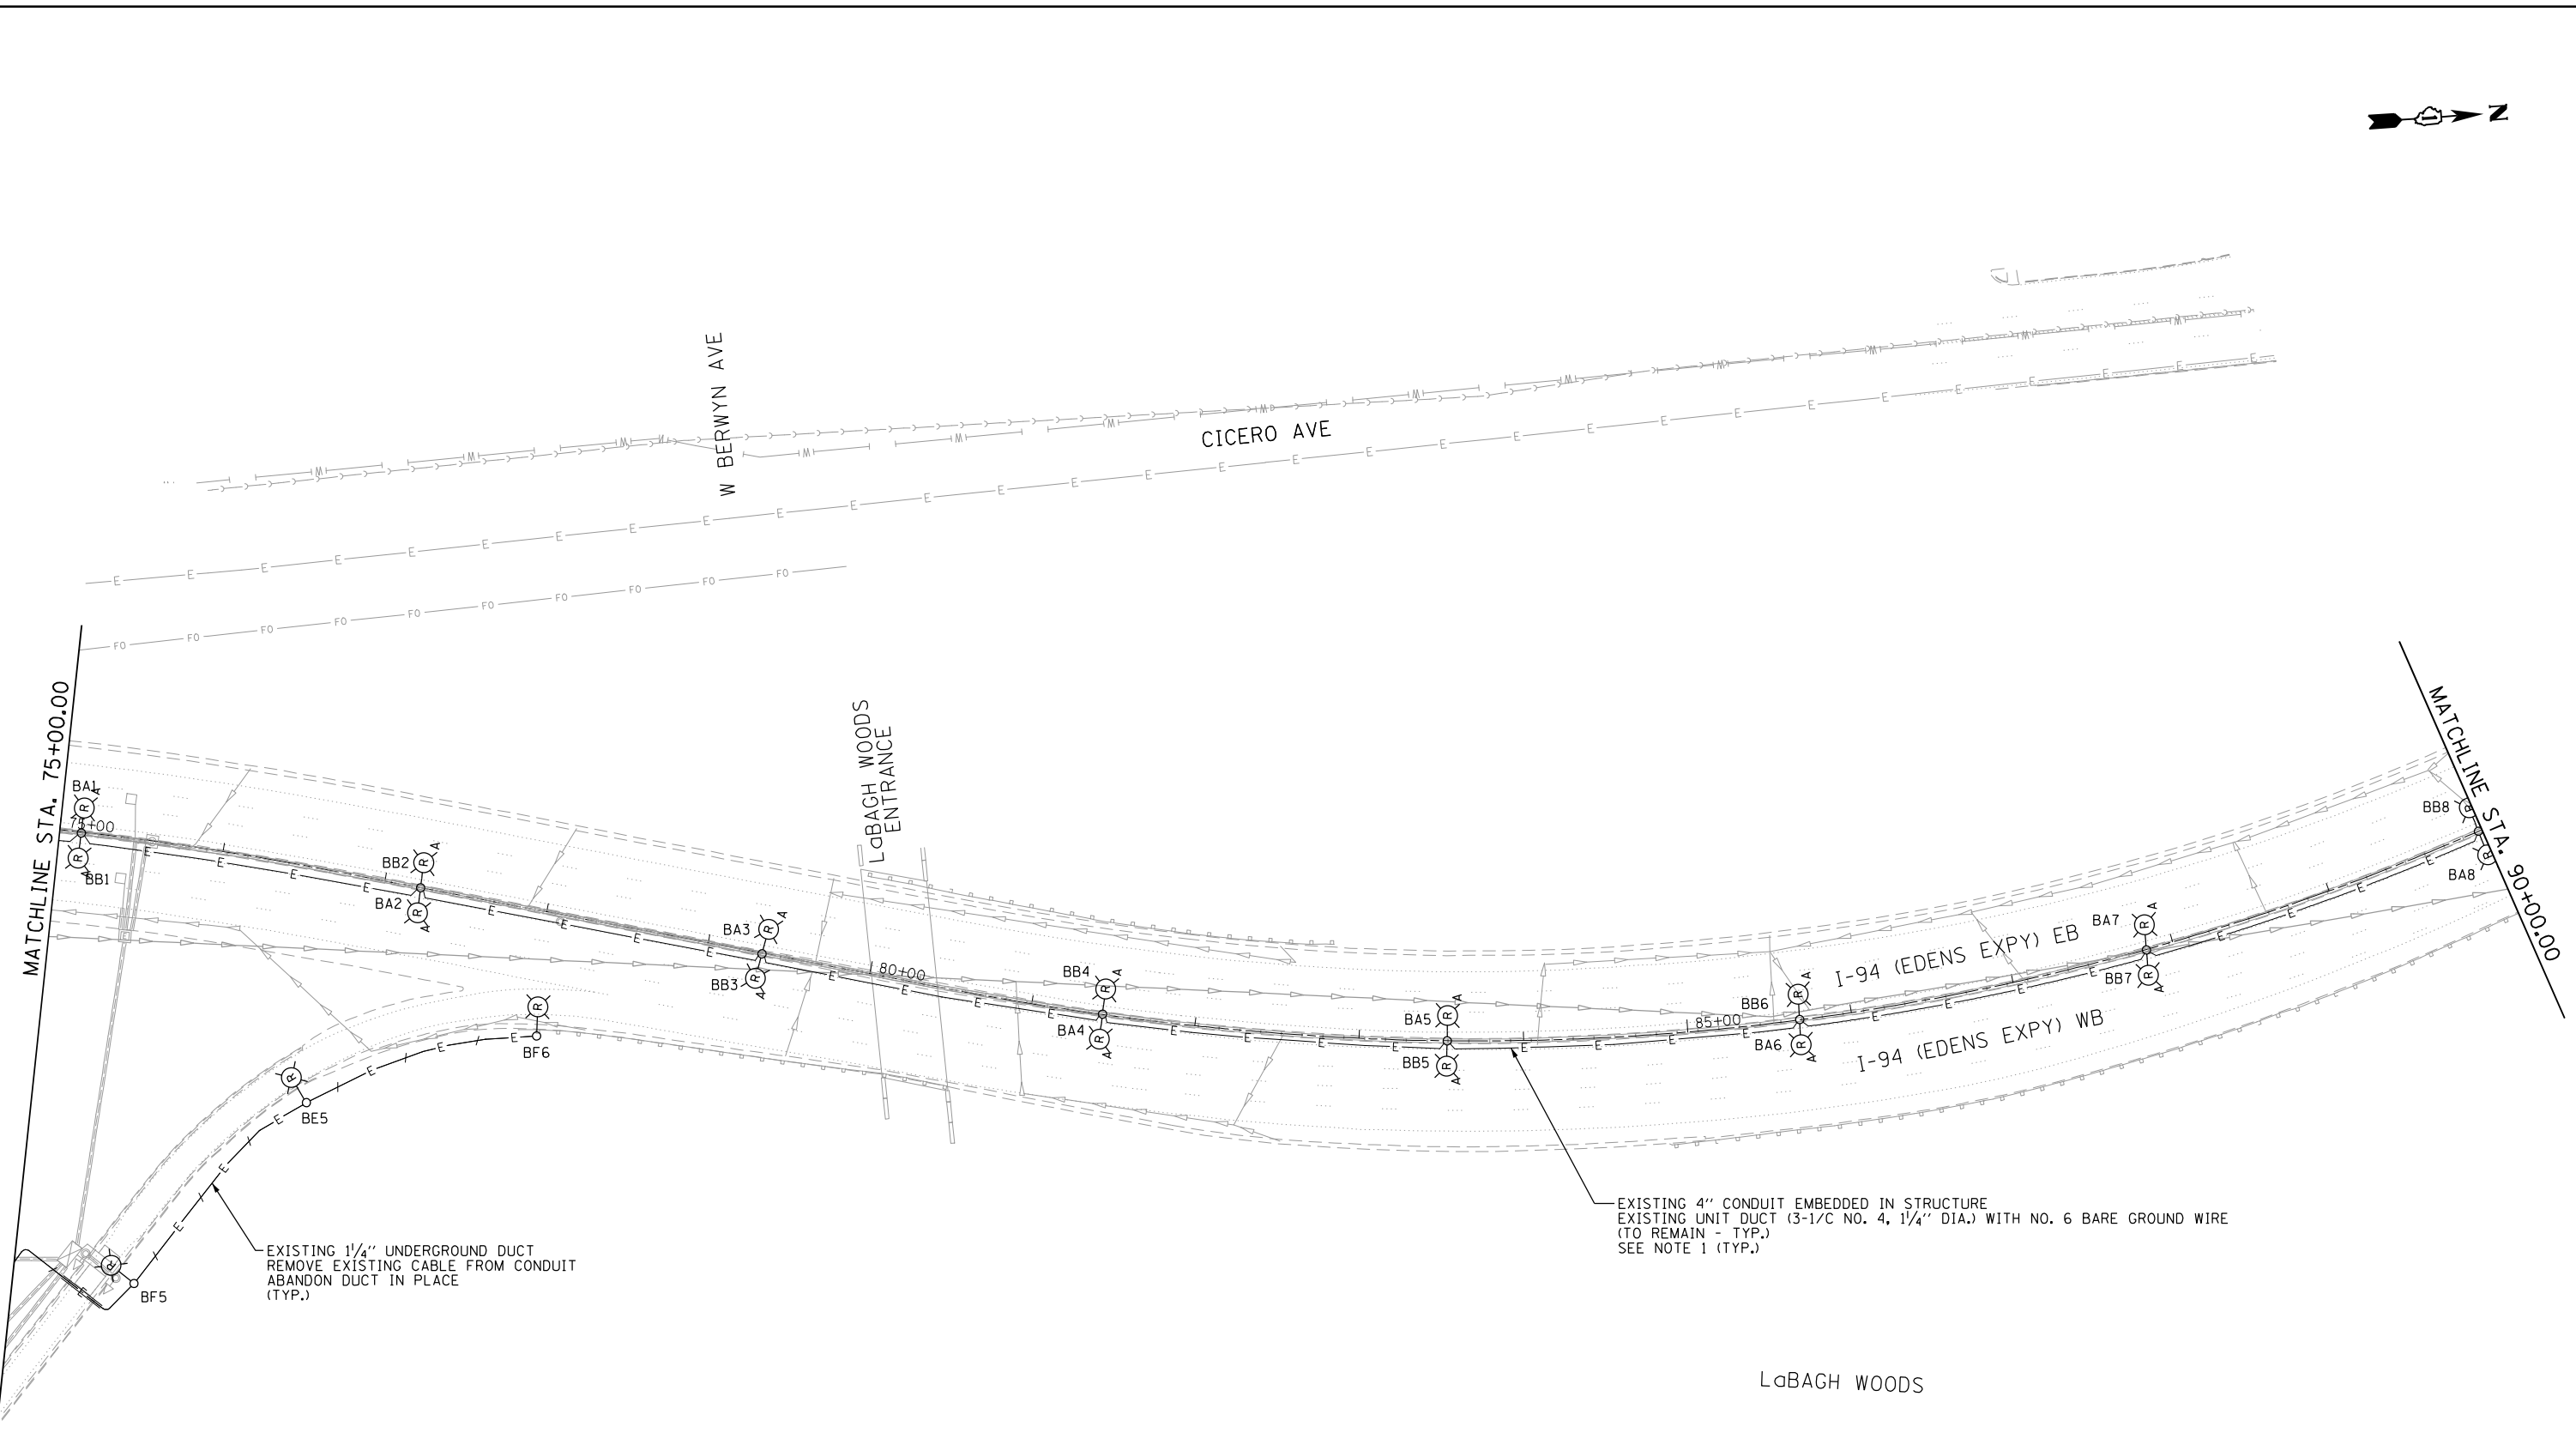 N
W BERWYN AVE
CICERO AVE
MATCHLINE STA. 75+00.00
MATCHLINE STA. 90+00.00
LaBAGH WOODS
ENTRANCE
BA1
75+00
BB1
BB2
BA2
BA3
BB3
80+00
BB4
BA4
BA5
BB5
BB6
85+00
BA6
BA7
BB7
BB8
BA8
I-94 (EDENS EXPY) EB
I-94 (EDENS EXPY) WB
BF6
BE5
BF5
EXISTING 1 1/4'' UNDERGROUND DUCT
REMOVE EXISTING CABLE FROM CONDUIT
ABANDON DUCT IN PLACE
(TYP.)
EXISTING 4'' CONDUIT EMBEDDED IN STRUCTURE
EXISTING UNIT DUCT (3-1/C NO. 4, 1 1/4'' DIA.) WITH NO. 6 BARE GROUND WIRE
(TO REMAIN - TYP.)
SEE NOTE 1 (TYP.)
LaBAGH WOODS